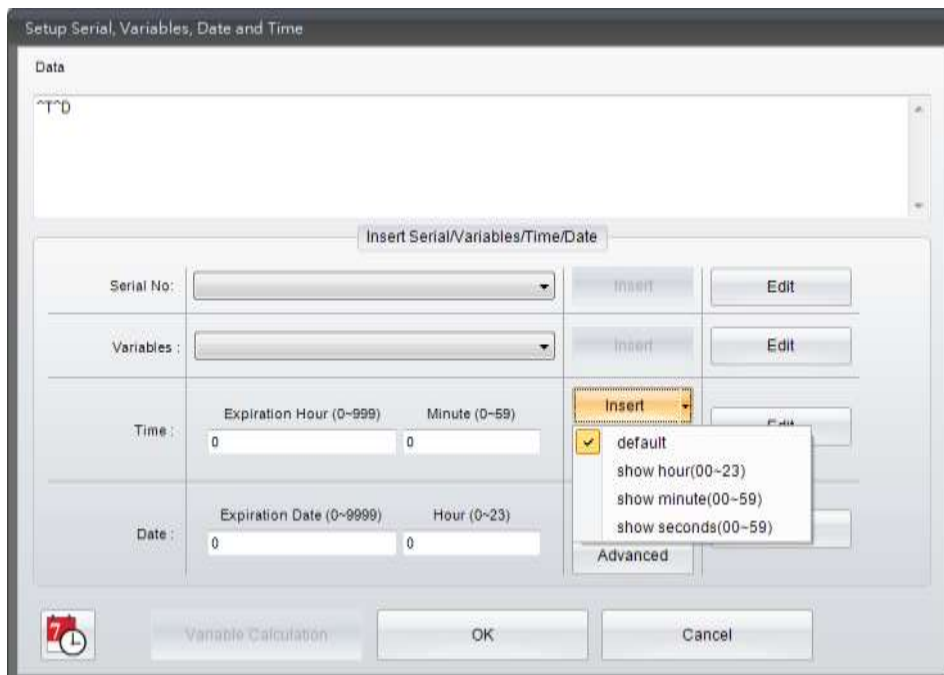 Setup Serial, Variables, Date and Time
Data
^T^D
Insert Serial/Variables/Time/Date
Serial No:
Insert
Edit
Variables :
Insert
Edit
Time :
Expiration Hour (0~999)
Minute (0~59)
0
0
Insert
Edit
default
show hour(00~23)
show minute(00~59)
show seconds(00~59)
Date :
Expiration Date (0~9999)
Hour (0~23)
0
0
Advanced
7
Variable Calculation
OK
Cancel